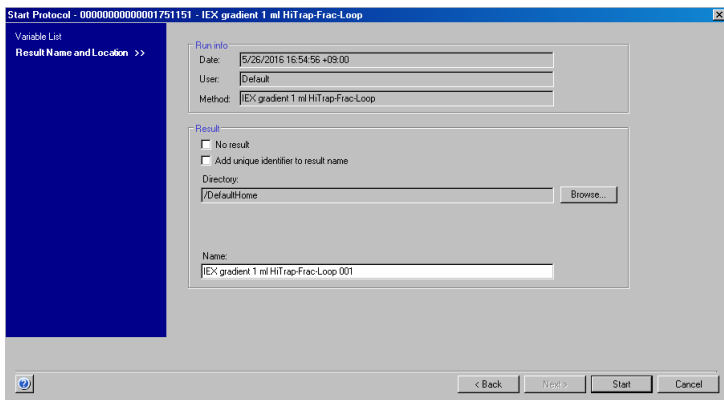 Start Protocol - 00000000000001751151 - IEX gradient 1 ml HiTrap-Frac-Loop
Variable List
Result Name and Location >>
Run info
Date: 5/26/2016 16:54:56 +09:00
User: Default
Method: IEX gradient 1 ml HiTrap-Frac-Loop
Result
No result
Add unique identifier to result name
Directory:
/DefaultHome Browse...
Name:
IEX gradient 1 ml HiTrap-Frac-Loop 001
? < Back Next > Start Cancel